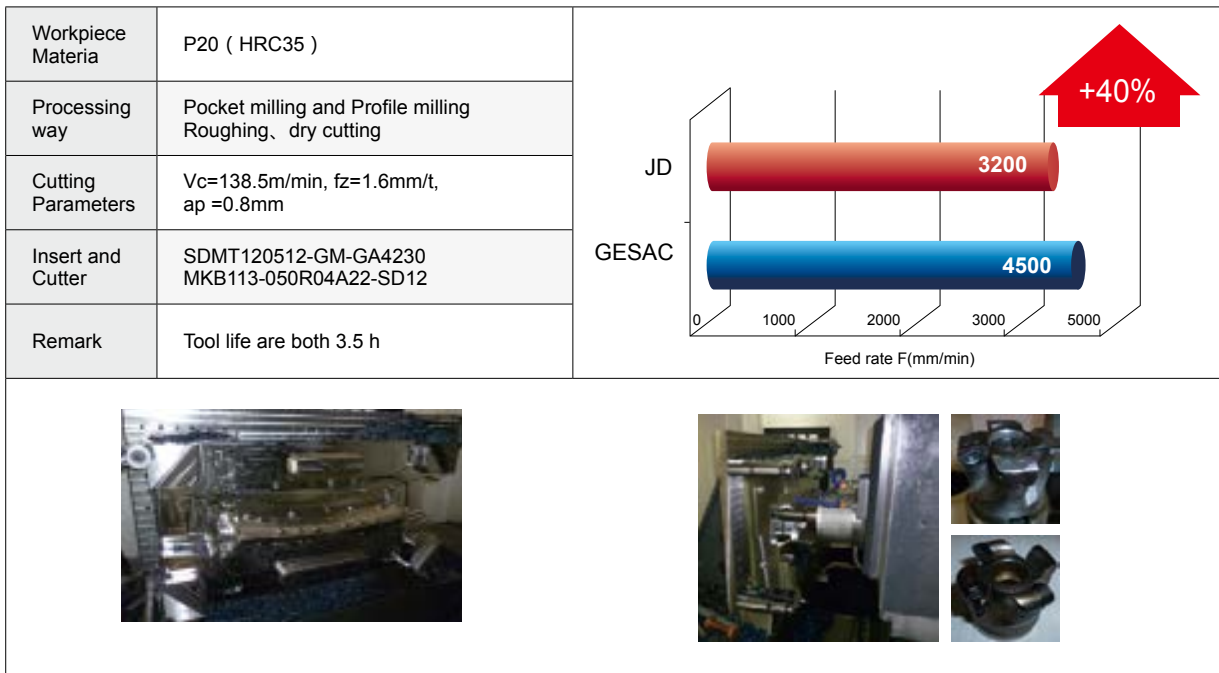 Workpiece
Materia
P20（HRC35）
Processing
way
Pocket milling and Profile milling
Roughing、dry cutting
Cutting
Parameters
Vc=138.5m/min, fz=1.6mm/t,
ap =0.8mm
Insert and
Cutter
SDMT120512-GM-GA4230
MKB113-050R04A22-SD12
Remark
Tool life are both 3.5 h
+40%
JD
3200
GESAC
4500
0 1000 2000 3000 5000
Feed rate F(mm/min)